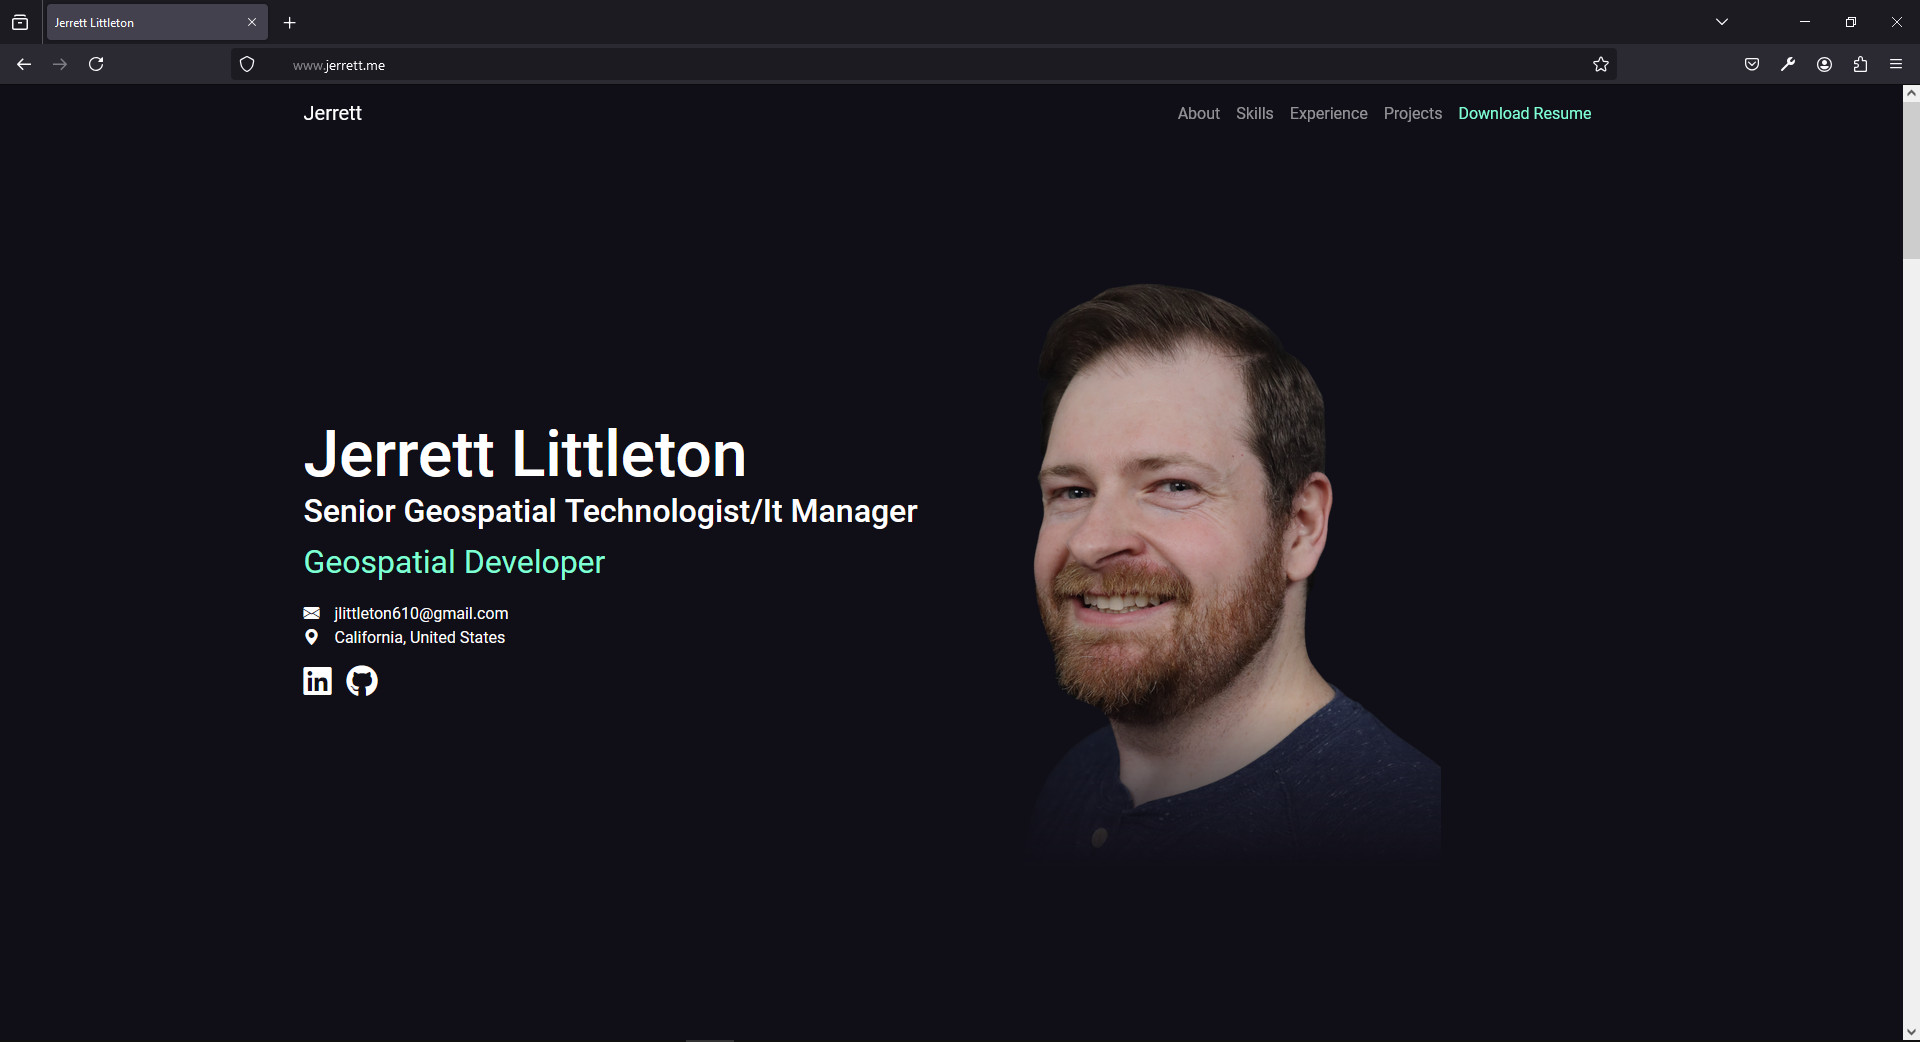 Jerrett Littleton
www.jerrett.me
Jerrett
About Skills Experience Projects Download Resume
Jerrett Littleton
Senior Geospatial Technologist/It Manager
Geospatial Developer
jlittleton610@gmail.com
California, United States
in